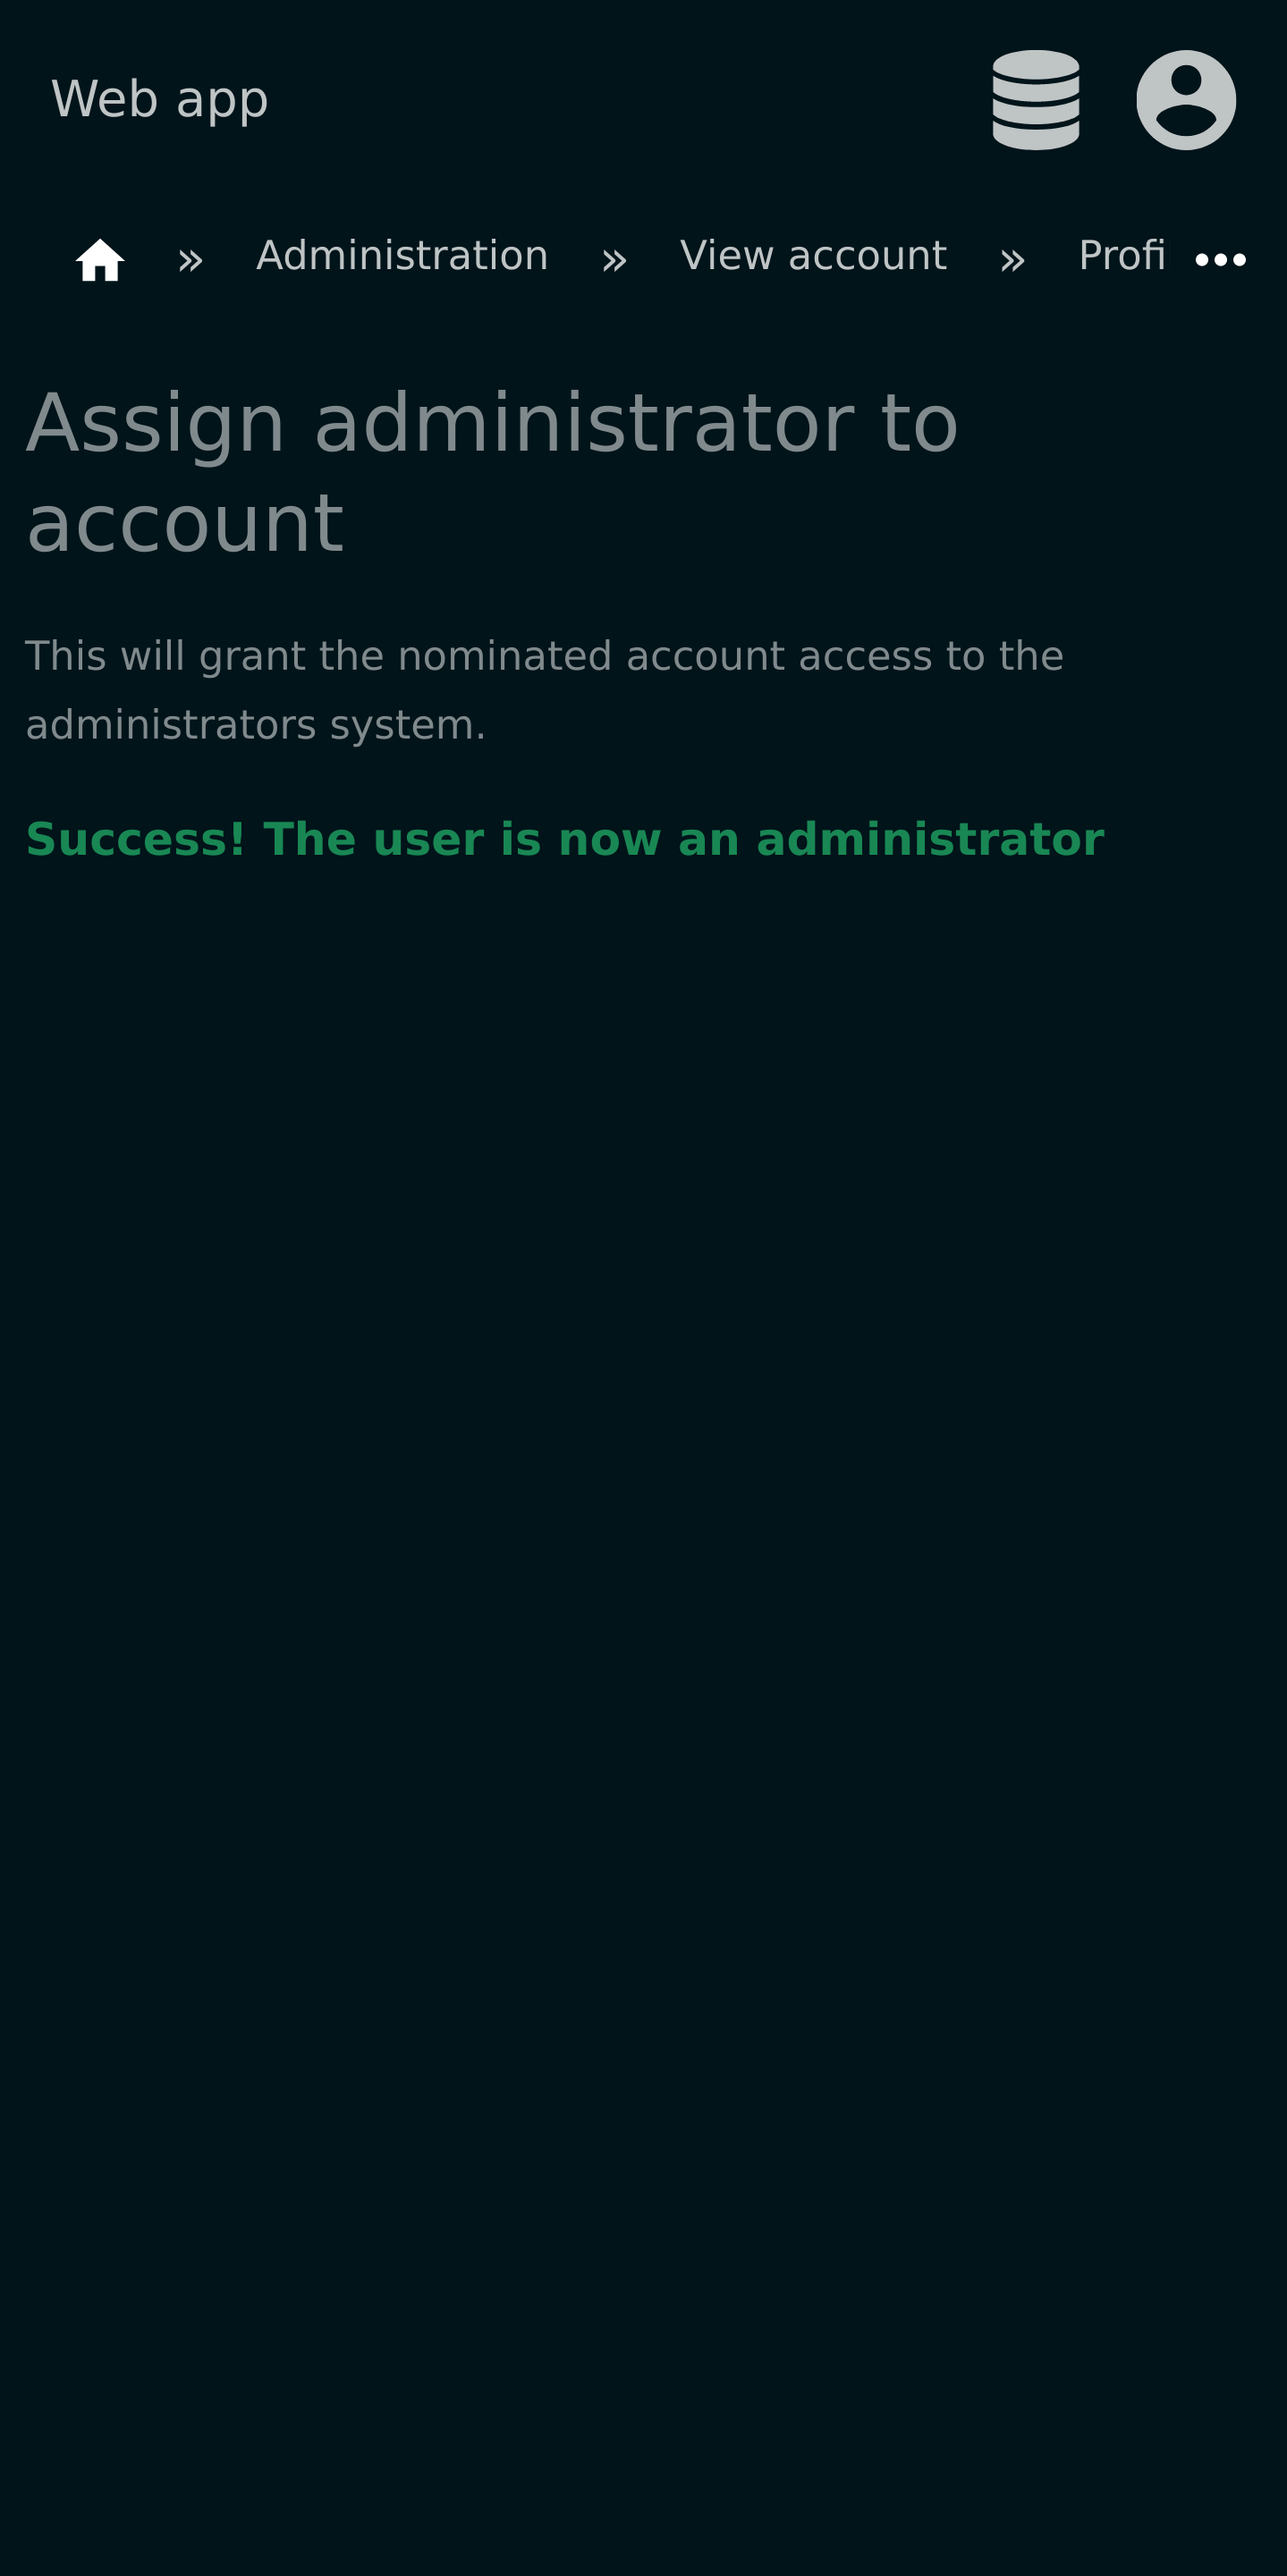 Web app
» Administration » View account » Profi
Assign administrator to
account
This will grant the nominated account access to the
administrators system.
Success! The user is now an administrator